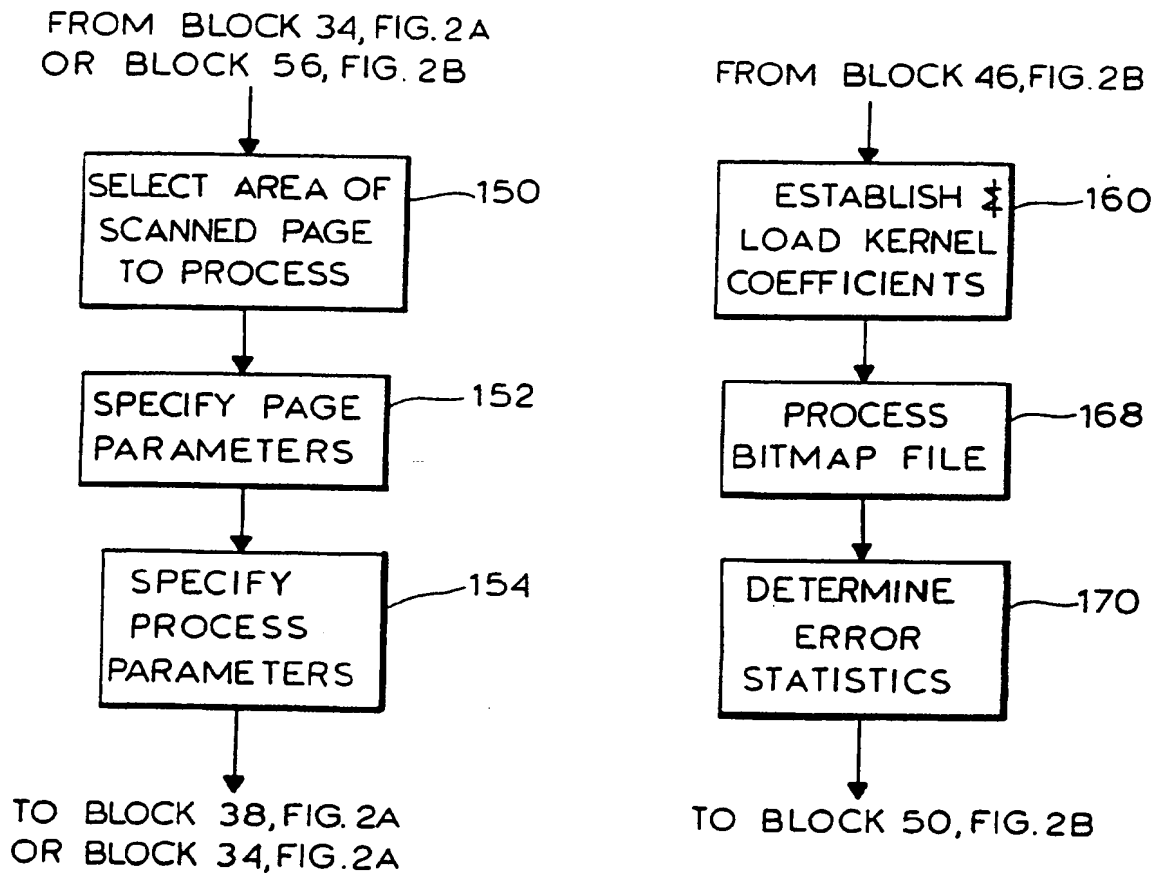 FROM BLOCK 34, FIG. 2A
OR BLOCK 56, FIG. 2B
SELECT AREA OF
SCANNED PAGE
TO PROCESS
150
SPECIFY PAGE
PARAMETERS
152
SPECIFY
PROCESS
PARAMETERS
154
TO BLOCK 38, FIG. 2A
OR BLOCK 34, FIG. 2A
FROM BLOCK 46, FIG. 2B
ESTABLISH &
LOAD KERNEL
COEFFICIENTS
160
PROCESS
BITMAP FILE
168
DETERMINE
ERROR
STATISTICS
170
TO BLOCK 50, FIG. 2B